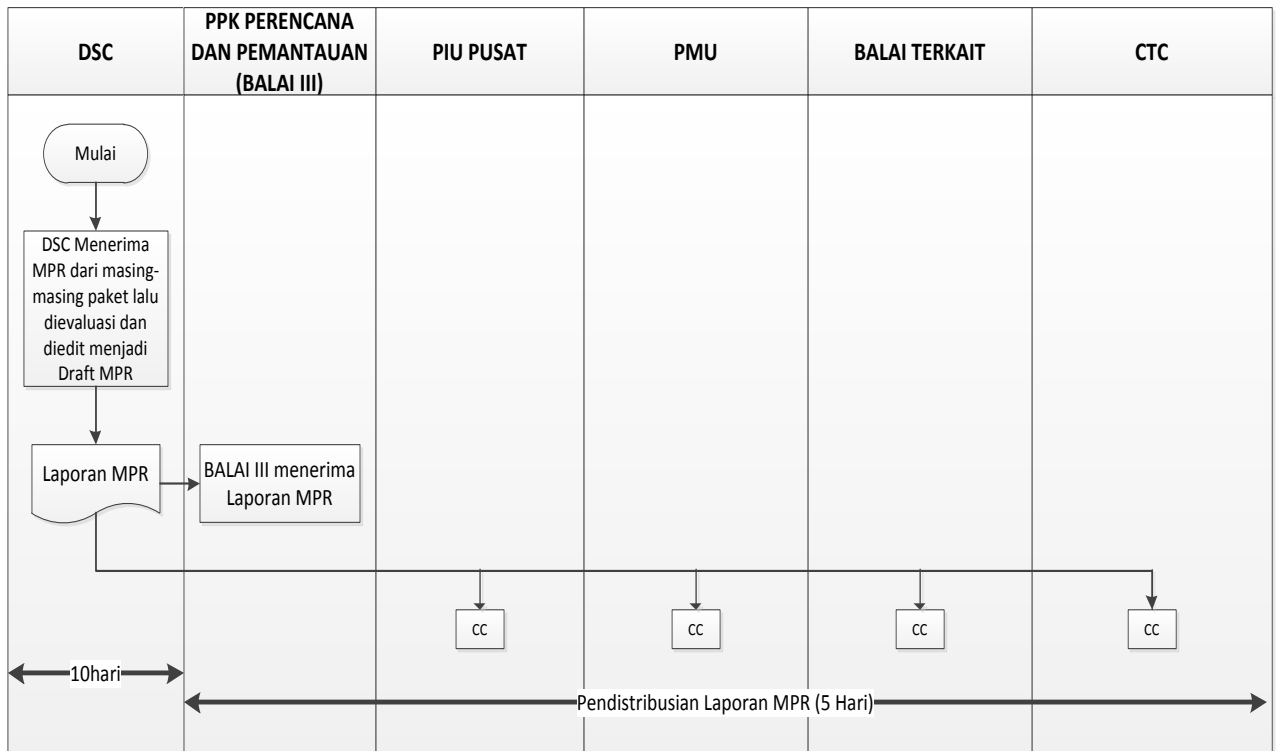 DSC
PPK PERENCANA
DAN PEMANTAUAN
(BALAI III)
PIU PUSAT
PMU
BALAI TERKAIT
CTC
Mulai
DSC Menerima
MPR dari masing-
masing paket lalu
dievaluasi dan
diedit menjadi
Draft MPR
Laporan MPR
BALAI III menerima
Laporan MPR
CC
CC
CC
CC
10hari
Pendistribusian Laporan MPR (5 Hari)